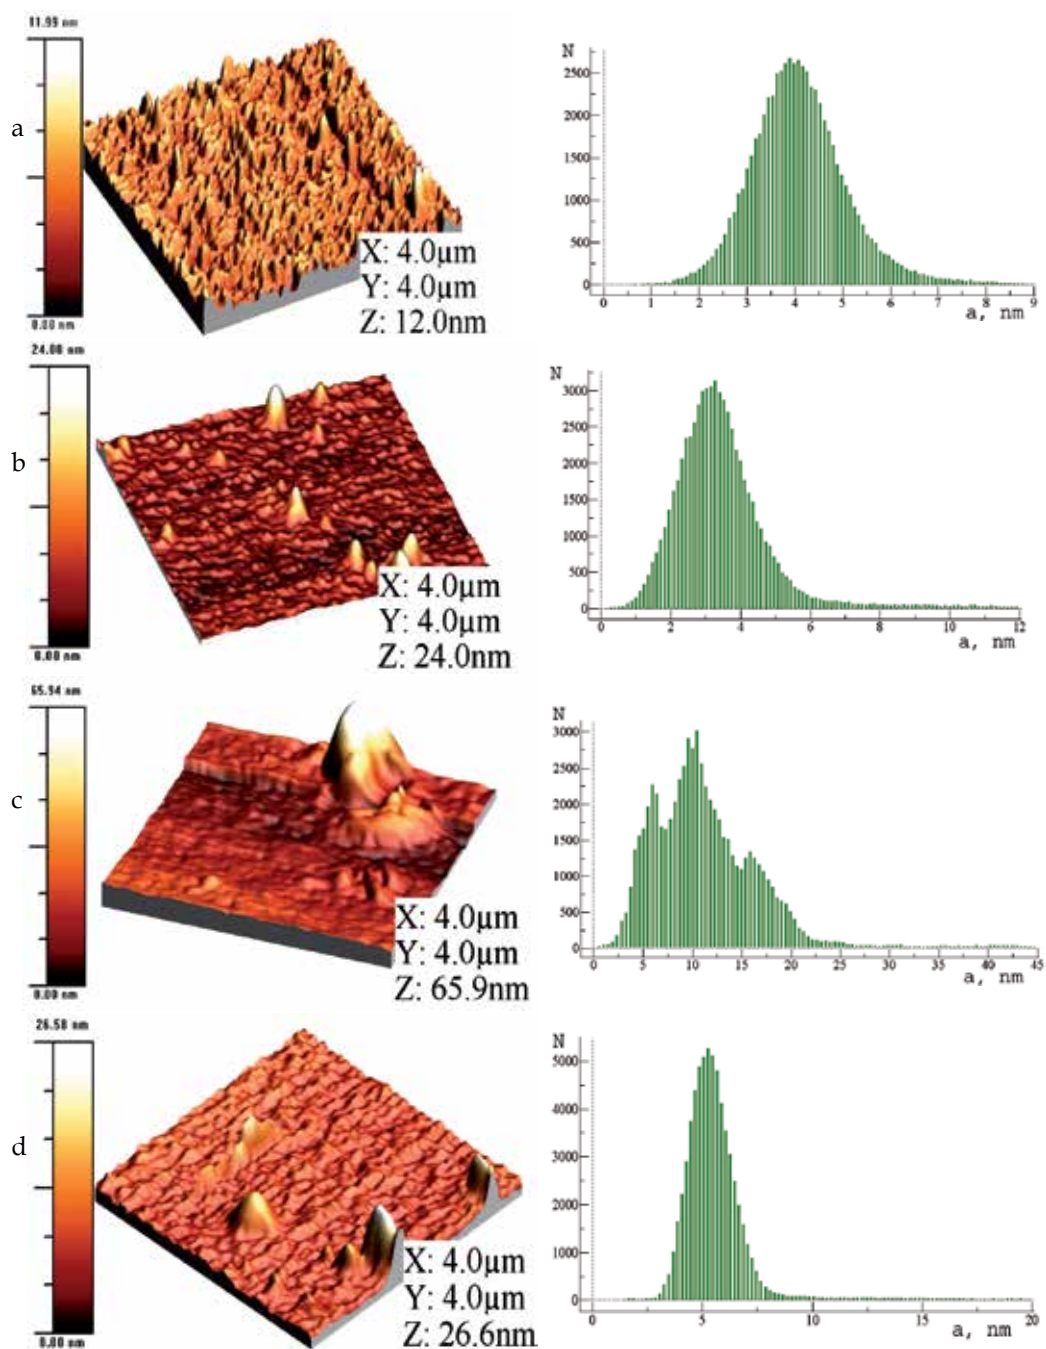 11.99 nm
a
0.00 nm
X: 4.0µm
Y: 4.0µm
Z: 12.0nm
N
2500
2000
1500
1000
500
0
0 1 2 3 4 5 6 7 8 9
a, nm
24.00 nm
b
0.00 nm
X: 4.0µm
Y: 4.0µm
Z: 24.0nm
N
3000
2500
2000
1500
1000
500
0
0 2 4 6 8 10 12
a, nm
65.94 nm
c
0.00 nm
X: 4.0µm
Y: 4.0µm
Z: 65.9nm
N
3000
2500
2000
1500
1000
500
0
0 5 10 15 20 25 30 35 40 45
a, nm
26.58 nm
d
0.00 nm
X: 4.0µm
Y: 4.0µm
Z: 26.6nm
N
5000
4000
3000
2000
1000
0
0 5 10 15 20
a, nm